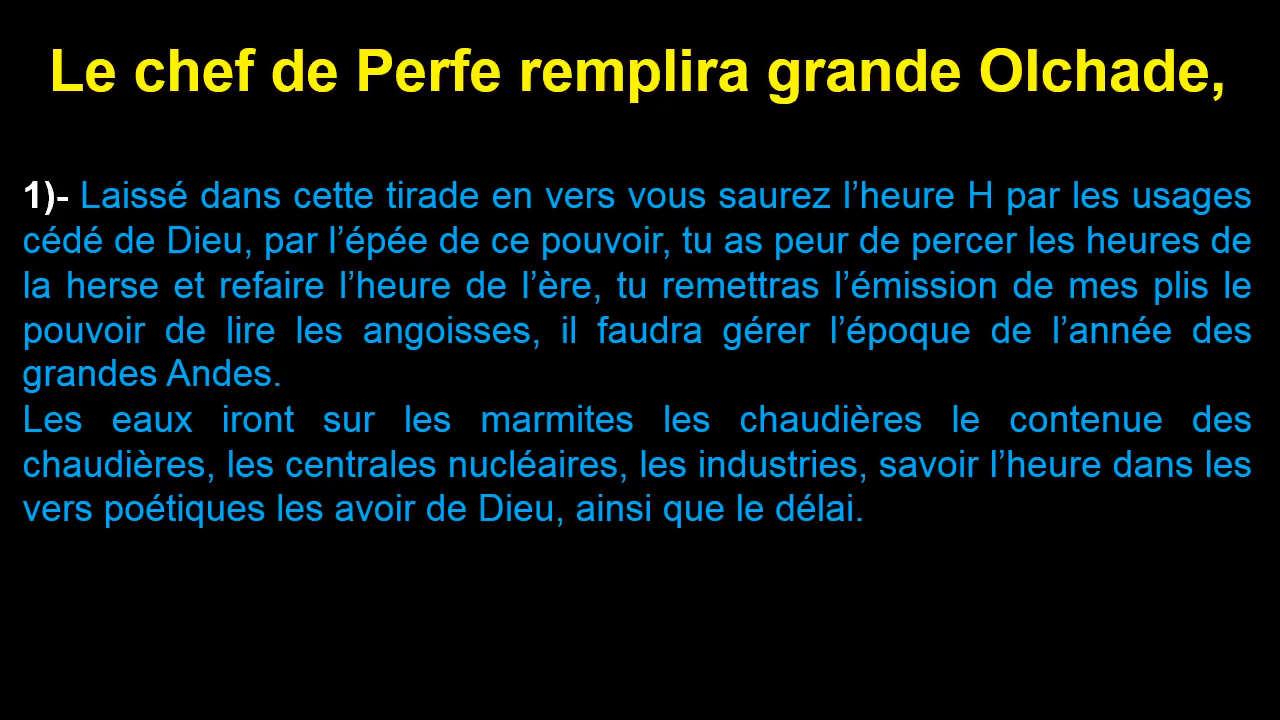 Le chef de Perfe remplira grande Olchade,
1)- Laissé dans cette tirade en vers vous saurez l’heure H par les usages
cédé de Dieu, par l’épée de ce pouvoir, tu as peur de percer les heures de
la herse et refaire l’heure de l’ère, tu remettras l’émission de mes plis le
pouvoir de lire les angoisses, il faudra gérer l’époque de l’année des
grandes Andes.
Les eaux iront sur les marmites les chaudières le contenue des
chaudières, les centrales nucléaires, les industries, savoir l’heure dans les
vers poétiques les avoir de Dieu, ainsi que le délai.